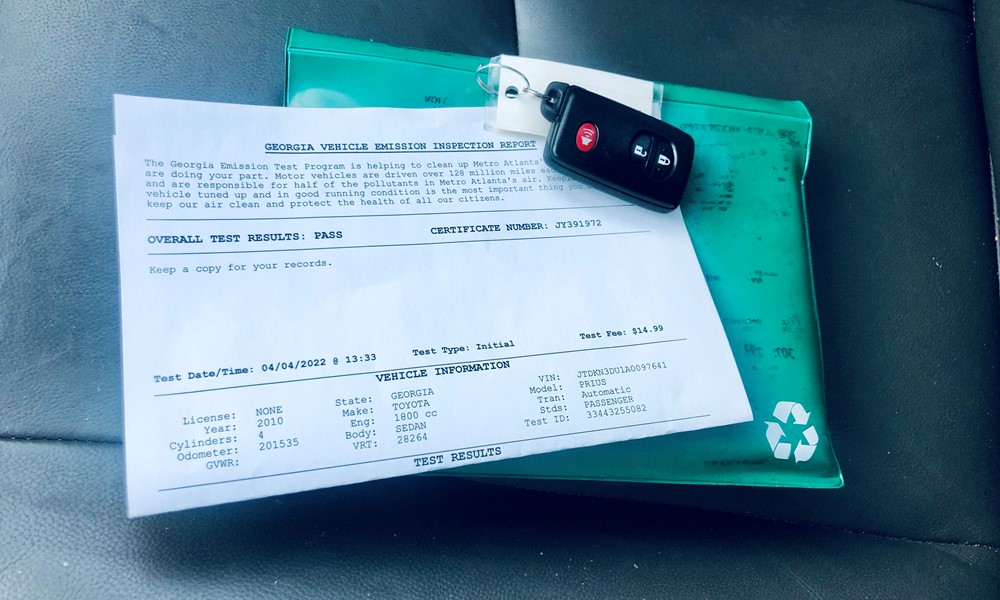 GEORGIA VEHICLE EMISSION INSPECTION REPORT
The Georgia Emission Test Program is helping to clean up Metro Atlanta'
are doing your part. Motor vehicles are driven over 128 million miles
and are responsible for half of the pollutants in Metro Atlanta's air.
vehicle tuned up and in good running condition is the most important thing you
keep our air clean and protect the health of all our citizens.
OVERALL TEST RESULTS: PASS CERTIFICATE NUMBER: JY391972
Keep a copy for your records.
Test Date/Time: 04/04/2022 @ 13:33 Test Type: Initial Test Fee: $14.99
VEHICLE INFORMATION
License: NONE State: GEORGIA VIN: JTDKN3DU1A0097641
Year: 2010 Make: TOYOTA Model: PRIUS
Cylinders: 4 Eng: 1800 cc Tran: Automatic
Odometer: 201535 Body: SEDAN Stds: PASSENGER
GVWR: VRT: 28264 Test ID: 33443255082
TEST RESULTS